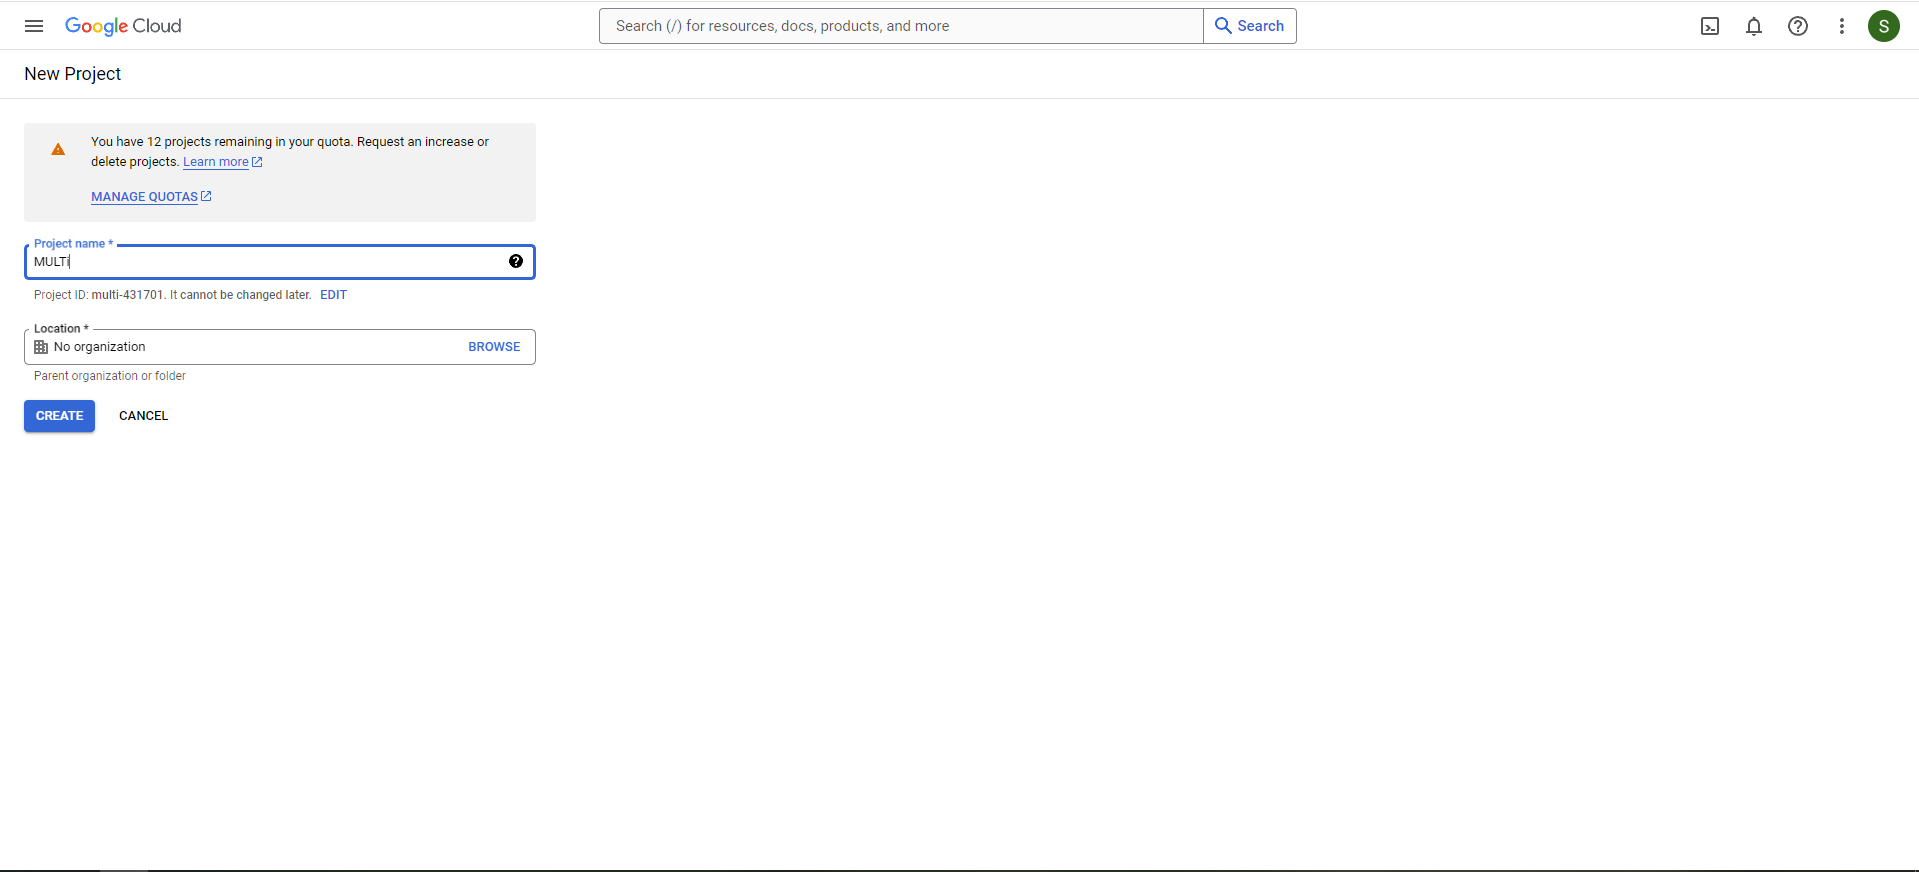 Google Cloud
Search (/) for resources, docs, products, and more
Search
S
New Project
You have 12 projects remaining in your quota. Request an increase or
delete projects. Learn more
MANAGE QUOTAS
Project name *
MULTi
Project ID: multi-431701. It cannot be changed later. EDIT
Location *
No organization BROWSE
Parent organization or folder
CREATE CANCEL